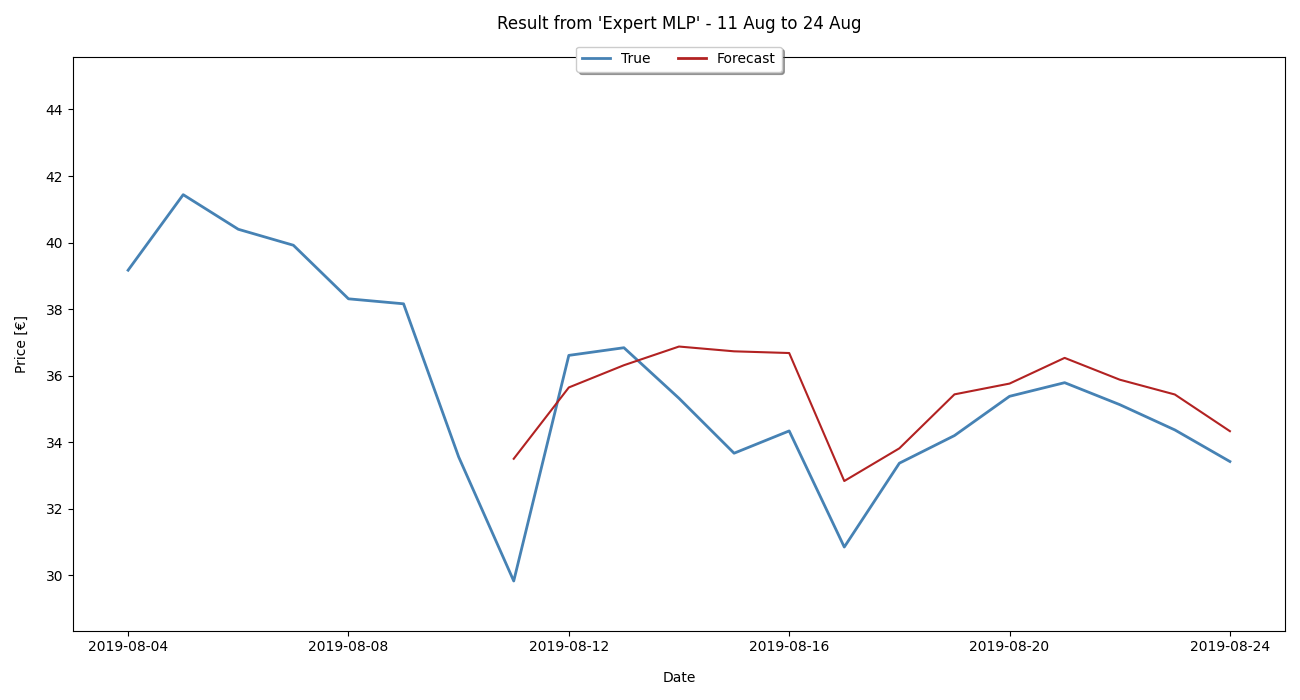 Result from 'Expert MLP' - 11 Aug to 24 Aug
True Forecast
44
42
40
38
36
34
32
30
Price [€]
2019-08-04 2019-08-08 2019-08-12 2019-08-16 2019-08-20 2019-08-24
Date